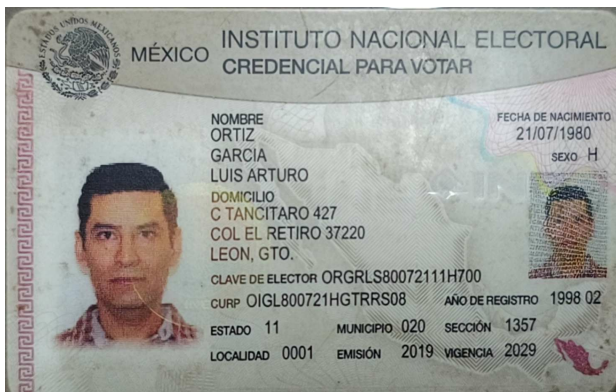 ESTADOS UNIDOS MEXICANOS
MÉXICO INSTITUTO NACIONAL ELECTORAL
CREDENCIAL PARA VOTAR
NOMBRE
ORTIZ
GARCIA
LUIS ARTURO
FECHA DE NACIMIENTO
21/07/1980
SEXO H
DOMICILIO
C TANCITARO 427
COL EL RETIRO 37220
LEON, GTO.
CLAVE DE ELECTOR ORGRLS80072111H700
CURP OIGL800721HGTRRS08 AÑO DE REGISTRO 1998 02
ESTADO 11 MUNICIPIO 020 SECCIÓN 1357
LOCALIDAD 0001 EMISIÓN 2019 VIGENCIA 2029